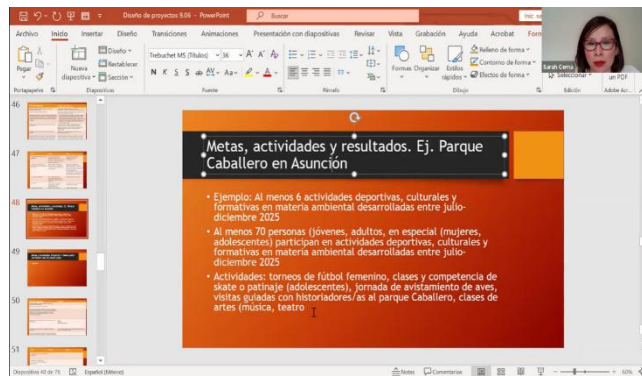 Diseño de proyectos 9.06 - PowerPoint
Buscar
Archivo Inicio Insertar Diseño Transiciones Animaciones Presentación con diapositivas Revisar Vista Grabación Ayuda Acrobat
Pegar
Nueva diapositiva
Diseño
Restablecer
Sección
Trebuchet MS (Títulos) 36
N K S S
Formas Organizar Estilos rápidos
Relleno de forma
Contorno de forma
Efectos de forma
Seleccionar
un PDF
Portapapeles Diapositivas Fuente Párrafo Dibujo Edición
Sarah Cerna
46
47
48
49
50
51
Metas, actividades y resultados. Ej. Parque
Caballero en Asunción
• Ejemplo: Al menos 6 actividades deportivas, culturales y
formativas en materia ambiental desarrolladas entre julio-
diciembre 2025
• Al menos 70 personas (jóvenes, adultos, en especial (mujeres,
adolescentes) participan en actividades deportivas, culturales y
formativas en materia ambiental desarrolladas entre julio-
diciembre 2025
• Actividades: torneos de fútbol femenino, clases y competencia de
skate o patinaje (adolescentes), jornada de avistamiento de aves,
visitas guiadas con historiadores/as al parque Caballero, clases de
artes (música, teatro
Español (México)
Notas Comentarios
60%